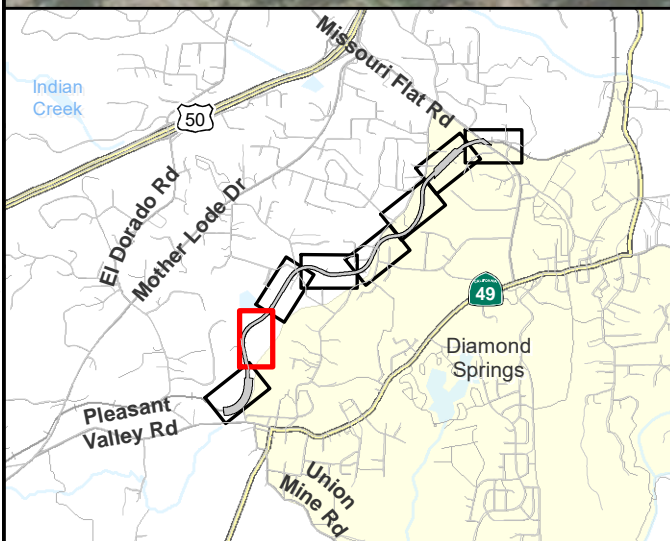 Missouri Flat Rd
Indian
Creek
50
El Dorado Rd
Mother Lode Dr
CALIFORNIA
49
Diamond
Springs
Pleasant
Valley Rd
Union
Mine Rd